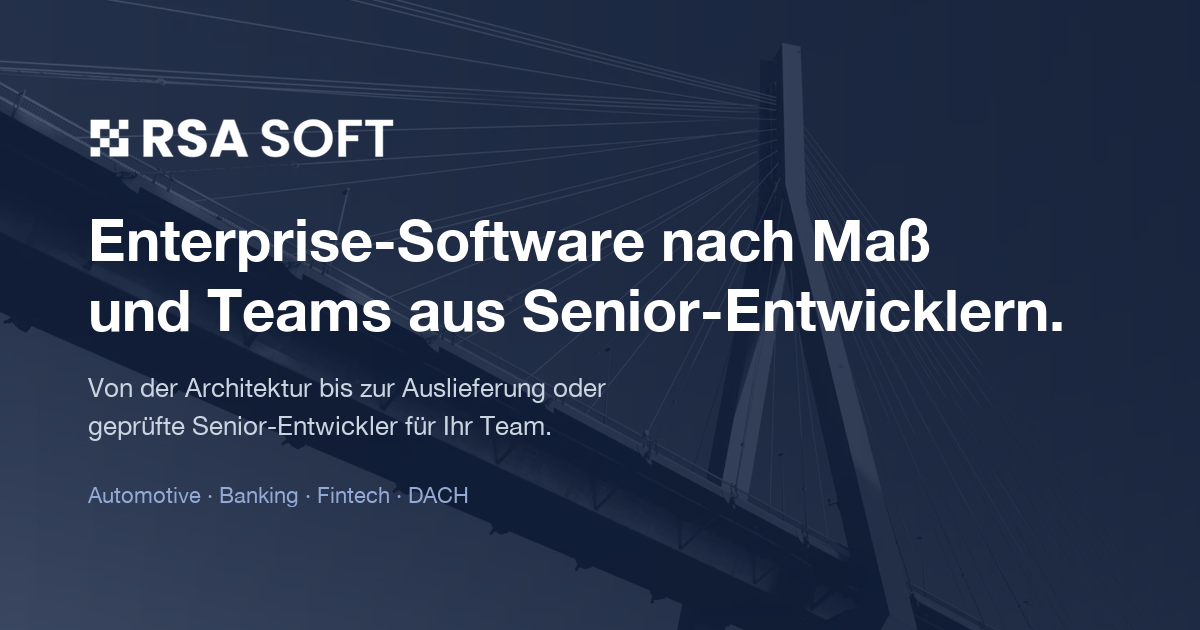 RSA SOFT
Enterprise-Software nach Maß
und Teams aus Senior-Entwicklern.
Von der Architektur bis zur Auslieferung oder
geprüfte Senior-Entwickler für Ihr Team.
Automotive · Banking · Fintech · DACH